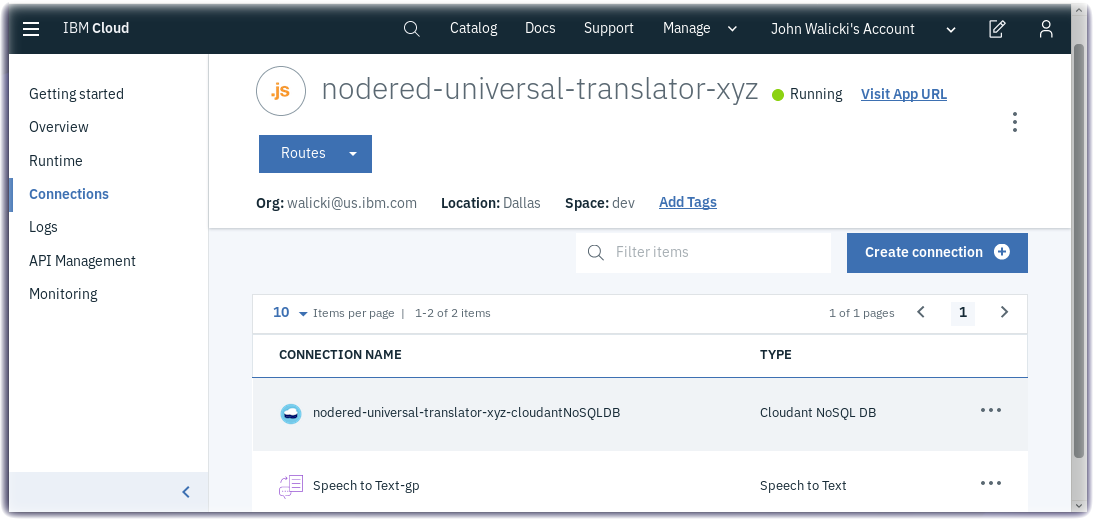 IBM Cloud
Catalog Docs Support Manage John Walicki's Account
Getting started
Overview
Runtime
Connections
Logs
API Management
Monitoring
.js
nodered-universal-translator-xyz Running Visit App URL
Routes
Org: walicki@us.ibm.com Location: Dallas Space: dev Add Tags
Filter items Create connection
10 Items per page | 1-2 of 2 items 1 of 1 pages 1
CONNECTION NAME TYPE
nodered-universal-translator-xyz-cloudantNoSQLDB Cloudant NoSQL DB
Speech to Text-gp Speech to Text